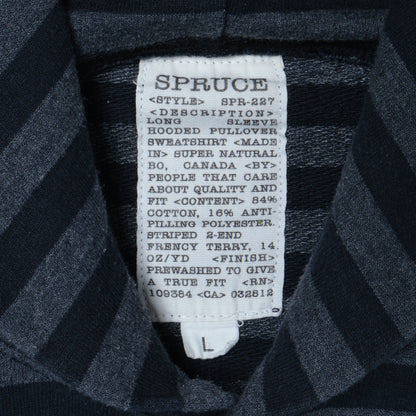 SPRUCE
<STYLE> SPR-227
<DESCRIPTION>
LONG SLEEVE
HOODED PULLOVER
SWEATSHIRT <MADE
IN> SUPER NATURAL
BO, CANADA <BY>
PEOPLE THAT CARE
ABOUT QUALITY AND
FIT <CONTENT> 84%
COTTON, 16% ANTI-
PILLING POLYESTER.
STRIPED 2-END
FRENCY TERRY, 14
OZ/YD <FINISH>
PREWASHED TO GIVE
A TRUE FIT <RN>
109384 <CA> 032812
L